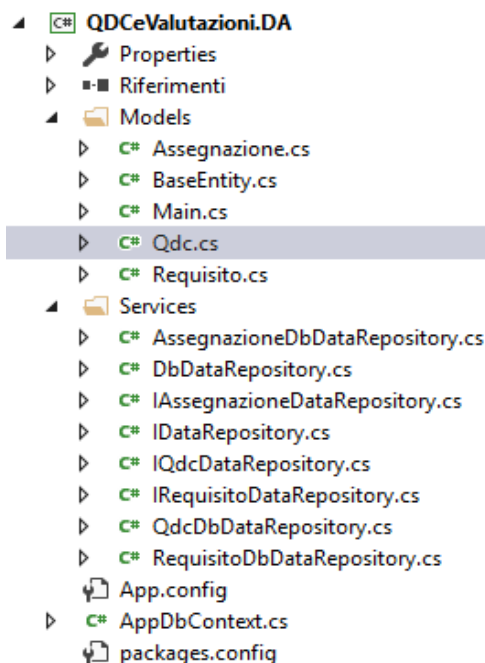 C# QDCeValutazioni.DA
Properties
Riferimenti
Models
C# Assegnazione.cs
C# BaseEntity.cs
C# Main.cs
C# Qdc.cs
C# Requisito.cs
Services
C# AssegnazioneDbDataRepository.cs
C# DbDataRepository.cs
C# IAssegnazioneDataRepository.cs
C# IDataRepository.cs
C# IQdcDataRepository.cs
C# IRequisitoDataRepository.cs
C# QdcDbDataRepository.cs
C# RequisitoDbDataRepository.cs
App.config
C# AppDbContext.cs
packages.config